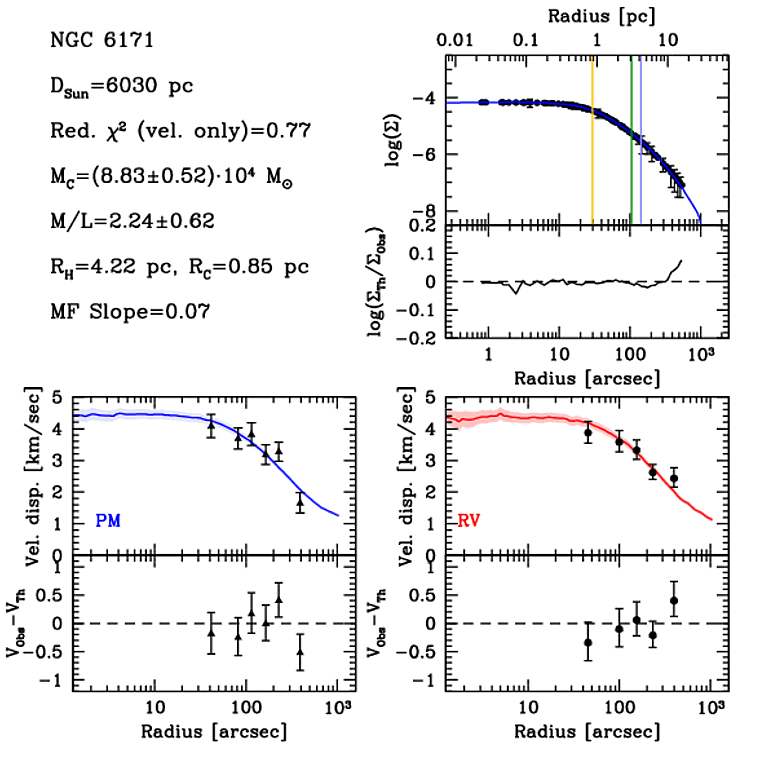 NGC 6171
D_Sun=6030 pc
Red. χ² (vel. only)=0.77
M_C=(8.83±0.52)·10⁴ M_⊙
M/L=2.24±0.62
R_H=4.22 pc, R_C=0.85 pc
MF Slope=0.07
Radius [pc]
0.01 0.1 1 10
log(Σ)
−4
−6
−8
log(Σ_Th/Σ_Obs)
0.2
0.1
0
−0.1
−0.2
1 10 100 10³
Radius [arcsec]
Vel. disp. [km/sec]
5
4
3
2
1
0
PM
V_Obs−V_Th
1
0.5
0
−0.5
−1
10 100 10³
Radius [arcsec]
Vel. disp. [km/sec]
5
4
3
2
1
0
RV
V_Obs−V_Th
1
0.5
0
−0.5
−1
10 100 10³
Radius [arcsec]